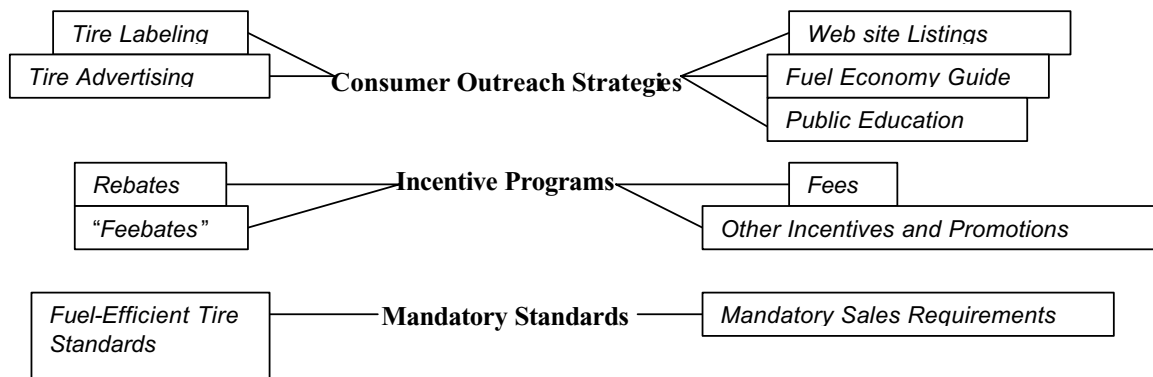 Tire Labeling
Tire Advertising
Consumer Outreach Strategies
Web site Listings
Fuel Economy Guide
Public Education
Rebates
“Feebates”
Incentive Programs
Fees
Other Incentives and Promotions
Fuel-Efficient Tire
Standards
Mandatory Standards
Mandatory Sales Requirements